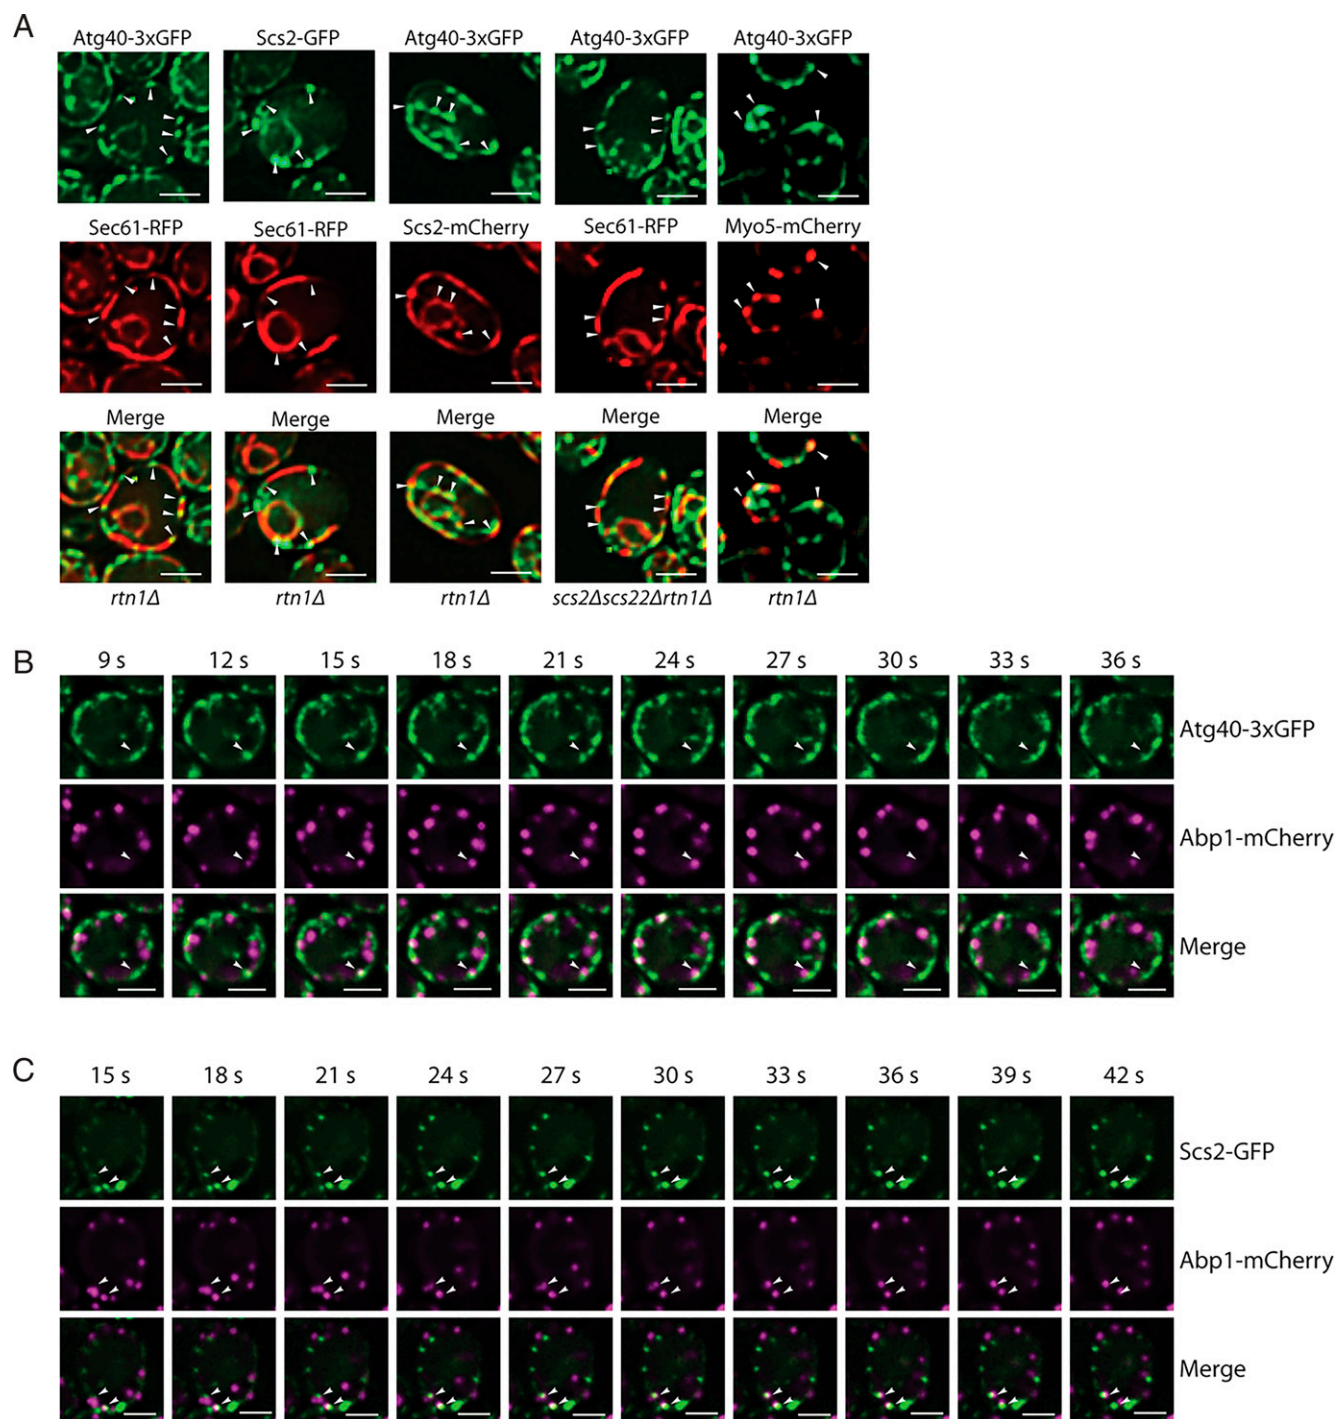 A
Atg40-3xGFP Scs2-GFP Atg40-3xGFP Atg40-3xGFP Atg40-3xGFP
Sec61-RFP Sec61-RFP Scs2-mCherry Sec61-RFP Myo5-mCherry
Merge Merge Merge Merge Merge
rtn1Δ rtn1Δ rtn1Δ scs2Δscs22Δrtn1Δ rtn1Δ
B
9 s 12 s 15 s 18 s 21 s 24 s 27 s 30 s 33 s 36 s
Atg40-3xGFP
Abp1-mCherry
Merge
C
15 s 18 s 21 s 24 s 27 s 30 s 33 s 36 s 39 s 42 s
Scs2-GFP
Abp1-mCherry
Merge